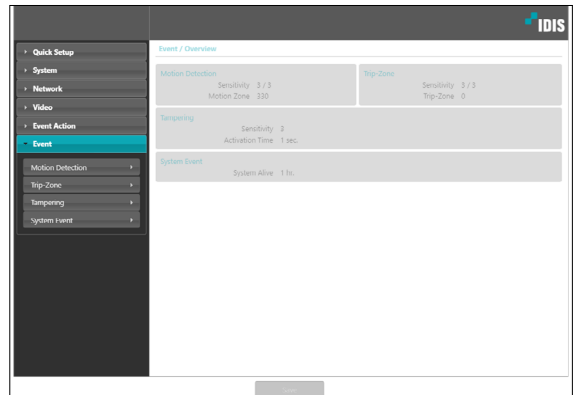 IDIS
Quick Setup
System
Network
Video
Event Action
Event
Motion Detection
Trip-Zone
Tampering
System Event
Event / Overview
Motion Detection
Sensitivity 3 / 3
Motion Zone 330
Trip-Zone
Sensitivity 3 / 3
Trip-Zone 0
Tampering
Sensitivity 3
Activation Time 1 sec.
System Event
System Alive 1 hr.